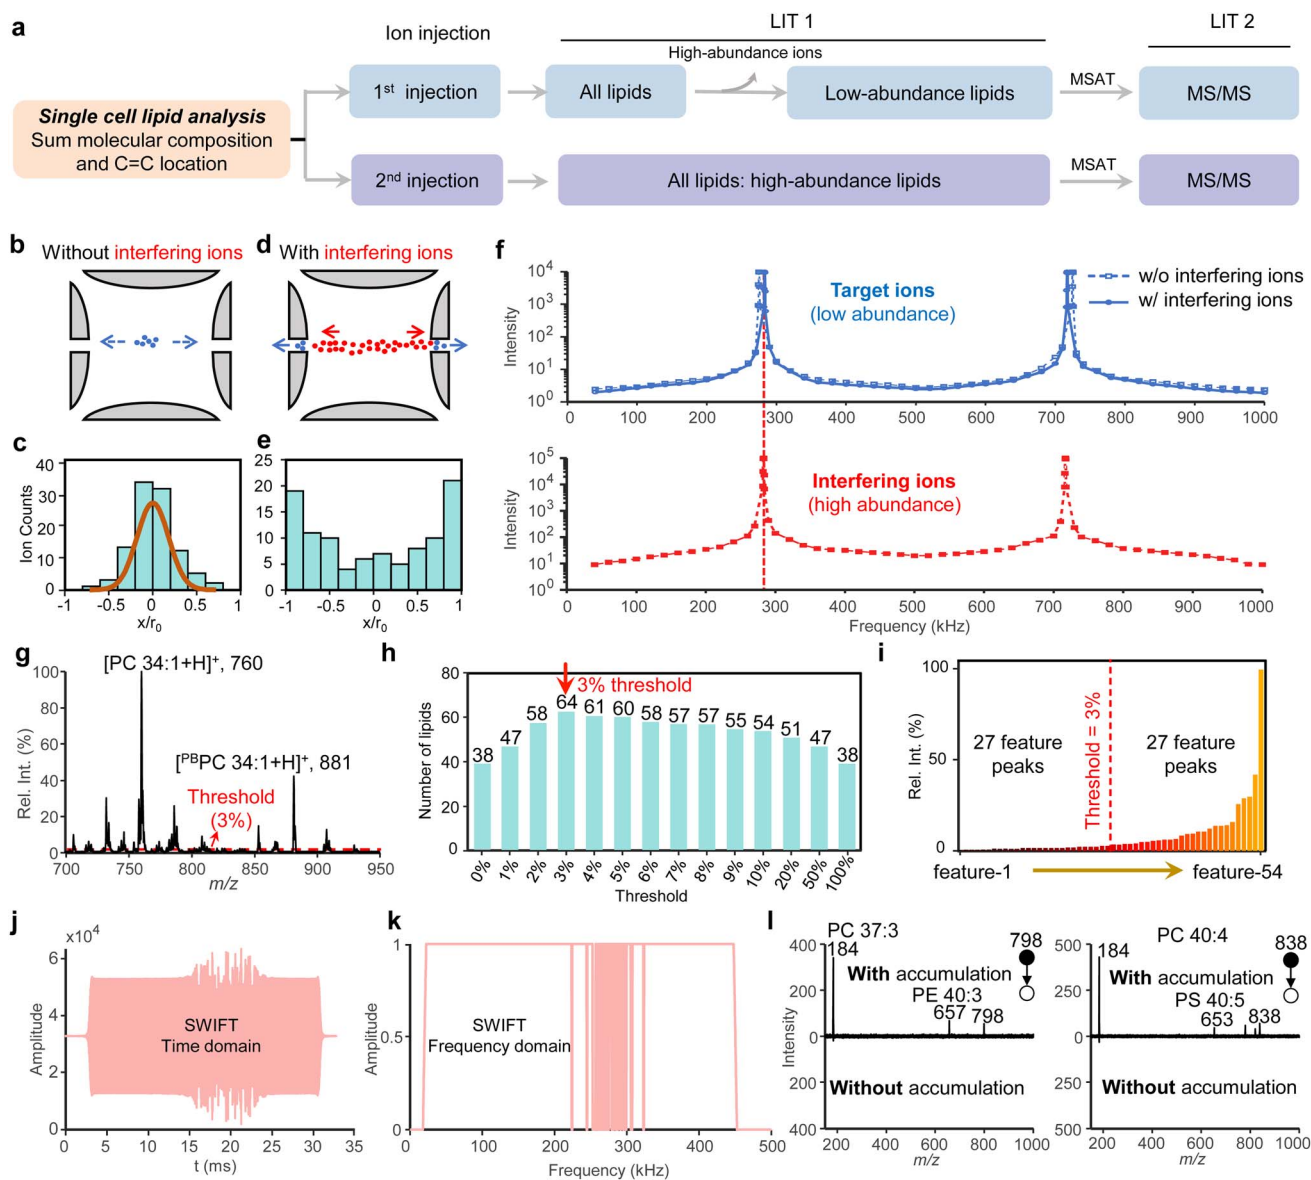 a
Ion injection
LIT 1
LIT 2
High-abundance ions
Single cell lipid analysis
Sum molecular composition
and C=C location
1st injection
All lipids
Low-abundance lipids
MSAT
MS/MS
2nd injection
All lipids: high-abundance lipids
MSAT
MS/MS
b
Without interfering ions
d
With interfering ions
c
Ion Counts
40
30
20
10
0
-1 -0.5 0 0.5 1
x/r0
e
25
20
15
10
5
0
-1 -0.5 0 0.5 1
x/r0
f
Intensity
10^4
10^3
10^2
10^1
10^0
Target ions
(low abundance)
w/o interfering ions
w/ interfering ions
0 100 200 300 400 500 600 700 800 900 1000
Intensity
10^5
10^4
10^3
10^2
10^1
10^0
Interfering ions
(high abundance)
0 100 200 300 400 500 600 700 800 900 1000
Frequency (kHz)
g
[PC 34:1+H]+, 760
[PBPC 34:1+H]+, 881
Threshold
(3%)
Rel. Int. (%)
100
80
60
40
20
0
700 750 800 850 900 950
m/z
h
3% threshold
Number of lipids
80
60
40
20
0
38 47 58 64 61 60 58 57 57 55 54 51 47 38
0% 1% 2% 3% 4% 5% 6% 7% 8% 9% 10% 20% 50% 100%
Threshold
i
Rel. Int. (%)
100
50
0
27 feature
peaks
Threshold = 3%
27 feature
peaks
feature-1
feature-54
j
x10^4
Amplitude
6
4
2
0
SWIFT
Time domain
0 5 10 15 20 25 30 35
t (ms)
k
Amplitude
1
0.5
0
SWIFT
Frequency domain
0 100 200 300 400 500
Frequency (kHz)
l
PC 37:3
Intensity
400
200
0
200
400
184
798
With accumulation
PE 40:3
657
798
Without accumulation
200 400 600 800 1000
m/z
PC 40:4
500
250
0
250
500
184
838
With accumulation
PS 40:5
653
838
Without accumulation
200 400 600 800 1000
m/z